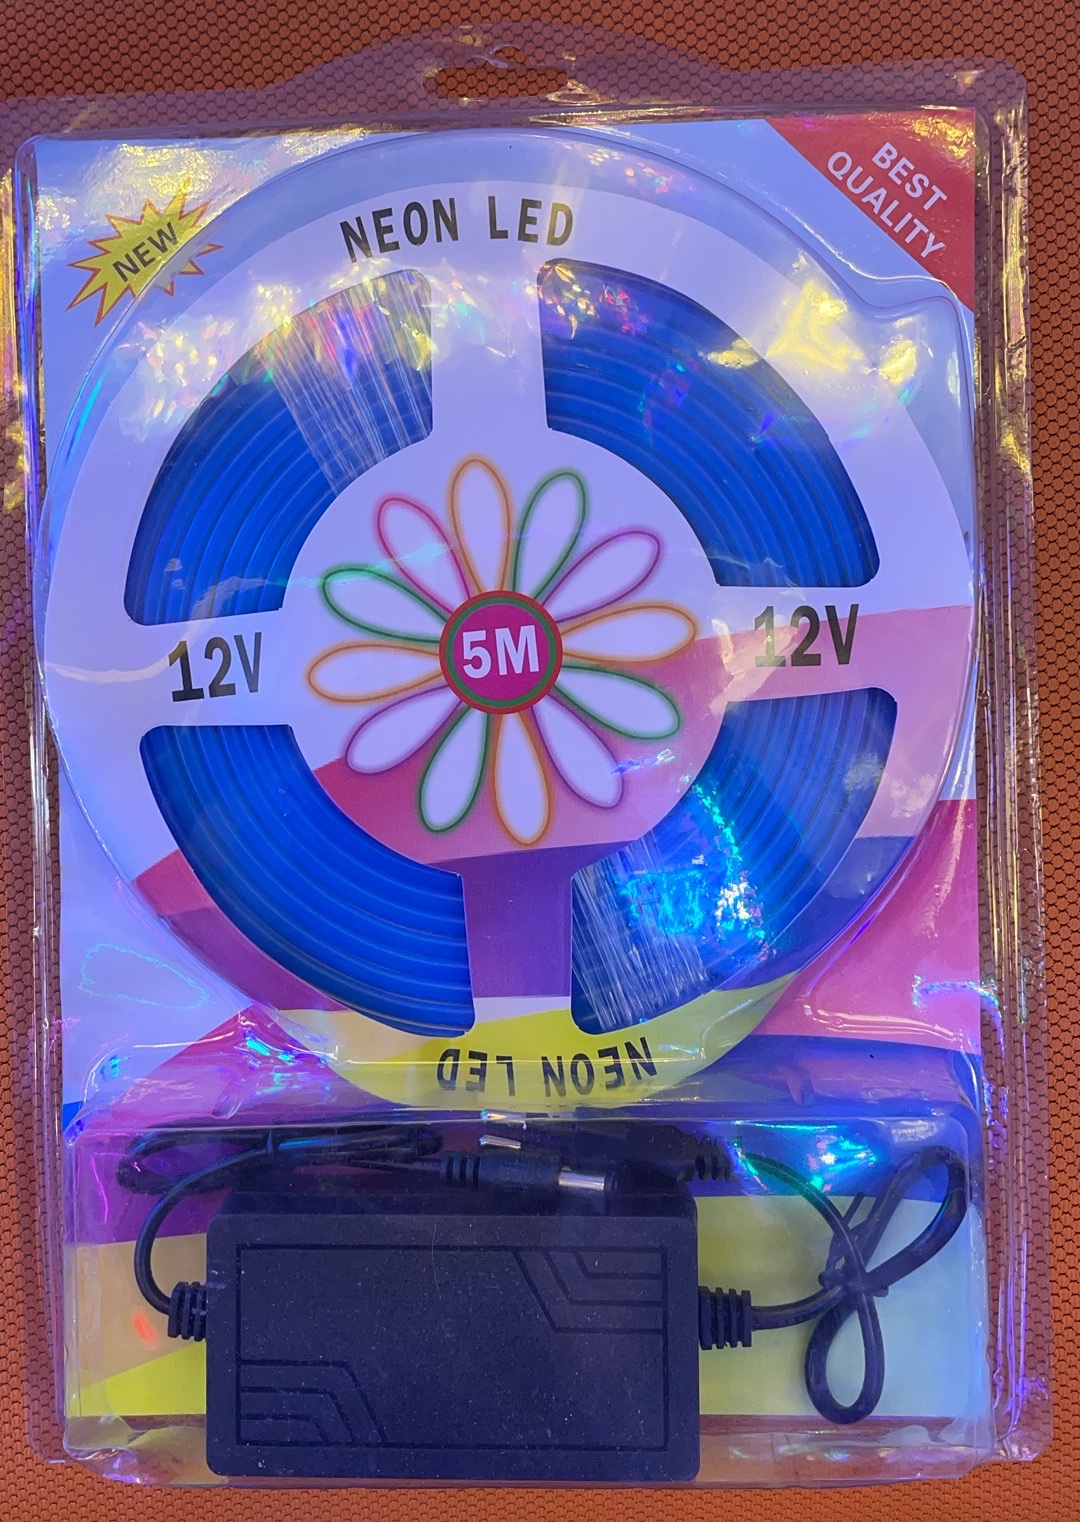 NEW
BEST
QUALITY
NEON LED
12V
5M
12V
NEON LED